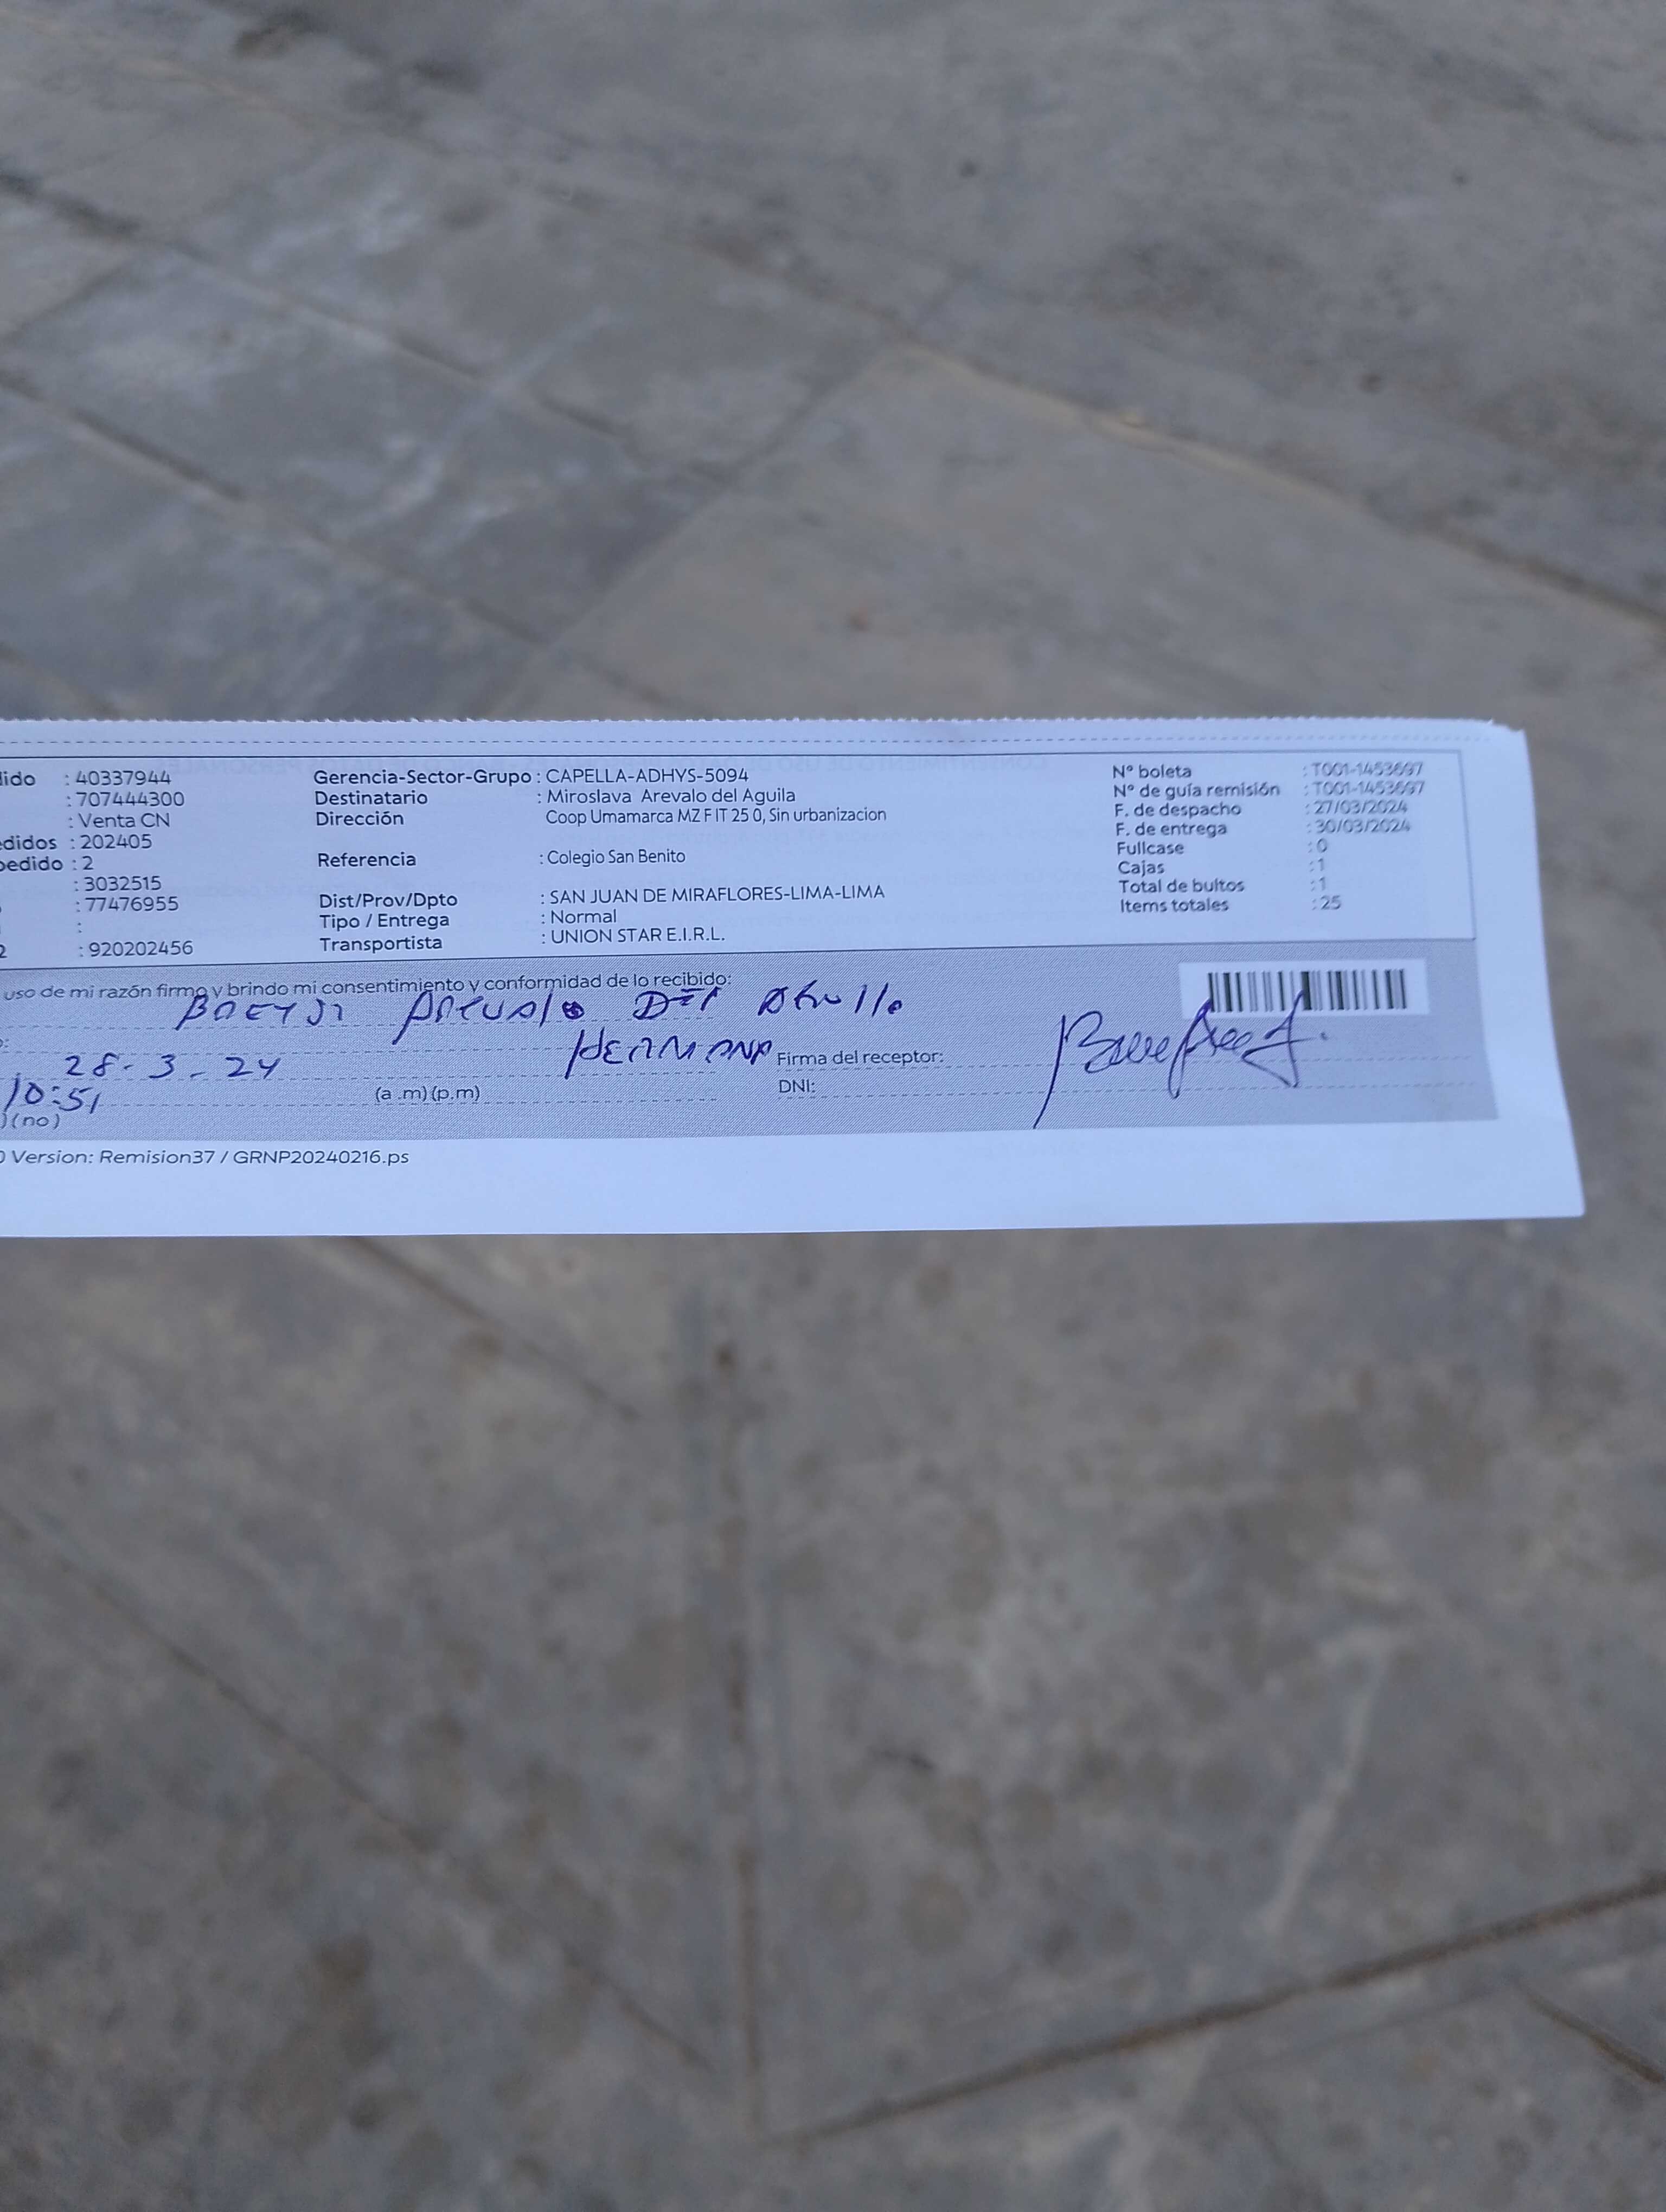 dido : 40337944
: 707444300
: Venta CN
edidos : 202405
pedido : 2
: 3032515
: 77476955
:
2 : 920202456
Gerencia-Sector-Grupo : CAPELLA-ADHYS-5094
Destinatario : Miroslava Arevalo del Aguila
Dirección Coop Umamarca MZ F IT 25 0, Sin urbanizacion
Referencia : Colegio San Benito
Dist/Prov/Dpto : SAN JUAN DE MIRAFLORES-LIMA-LIMA
Tipo / Entrega : Normal
Transportista : UNION STAR E.I.R.L.
N° boleta : T001-1453697
N° de guía remisión : T001-1453697
F. de despacho : 27/03/2024
F. de entrega : 30/03/2024
Fullcase : 0
Cajas : 1
Total de bultos : 1
Items totales : 25
uso de mi razón firmo y brindo mi consentimiento y conformidad de lo recibido:
Arevalo Del
HERMANA Firma del receptor:
28-3-24
10:51 (a .m) (p.m) DNI:
) (no)
0 Version: Remision37 / GRNP20240216.ps